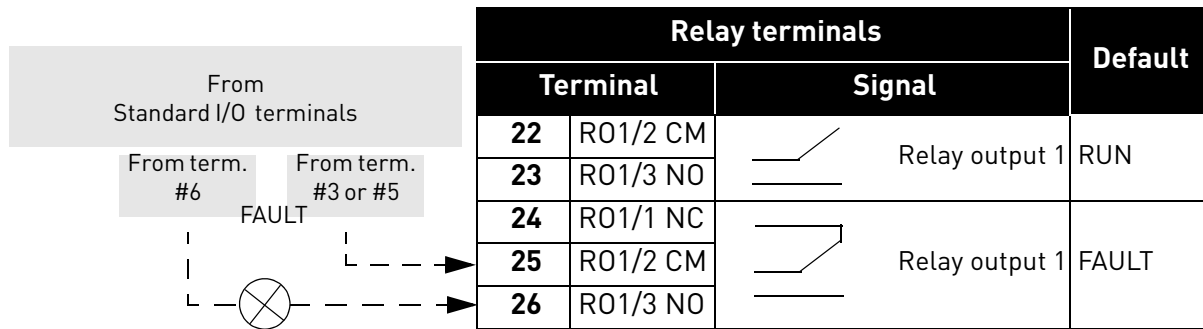 Relay terminals
Default
Terminal
Signal
From
Standard I/O terminals
From term.
#6
From term.
#3 or #5
FAULT
22 RO1/2 CM
Relay output 1 RUN
23 RO1/3 NO
24 RO1/1 NC
25 RO1/2 CM
Relay output 1 FAULT
26 RO1/3 NO